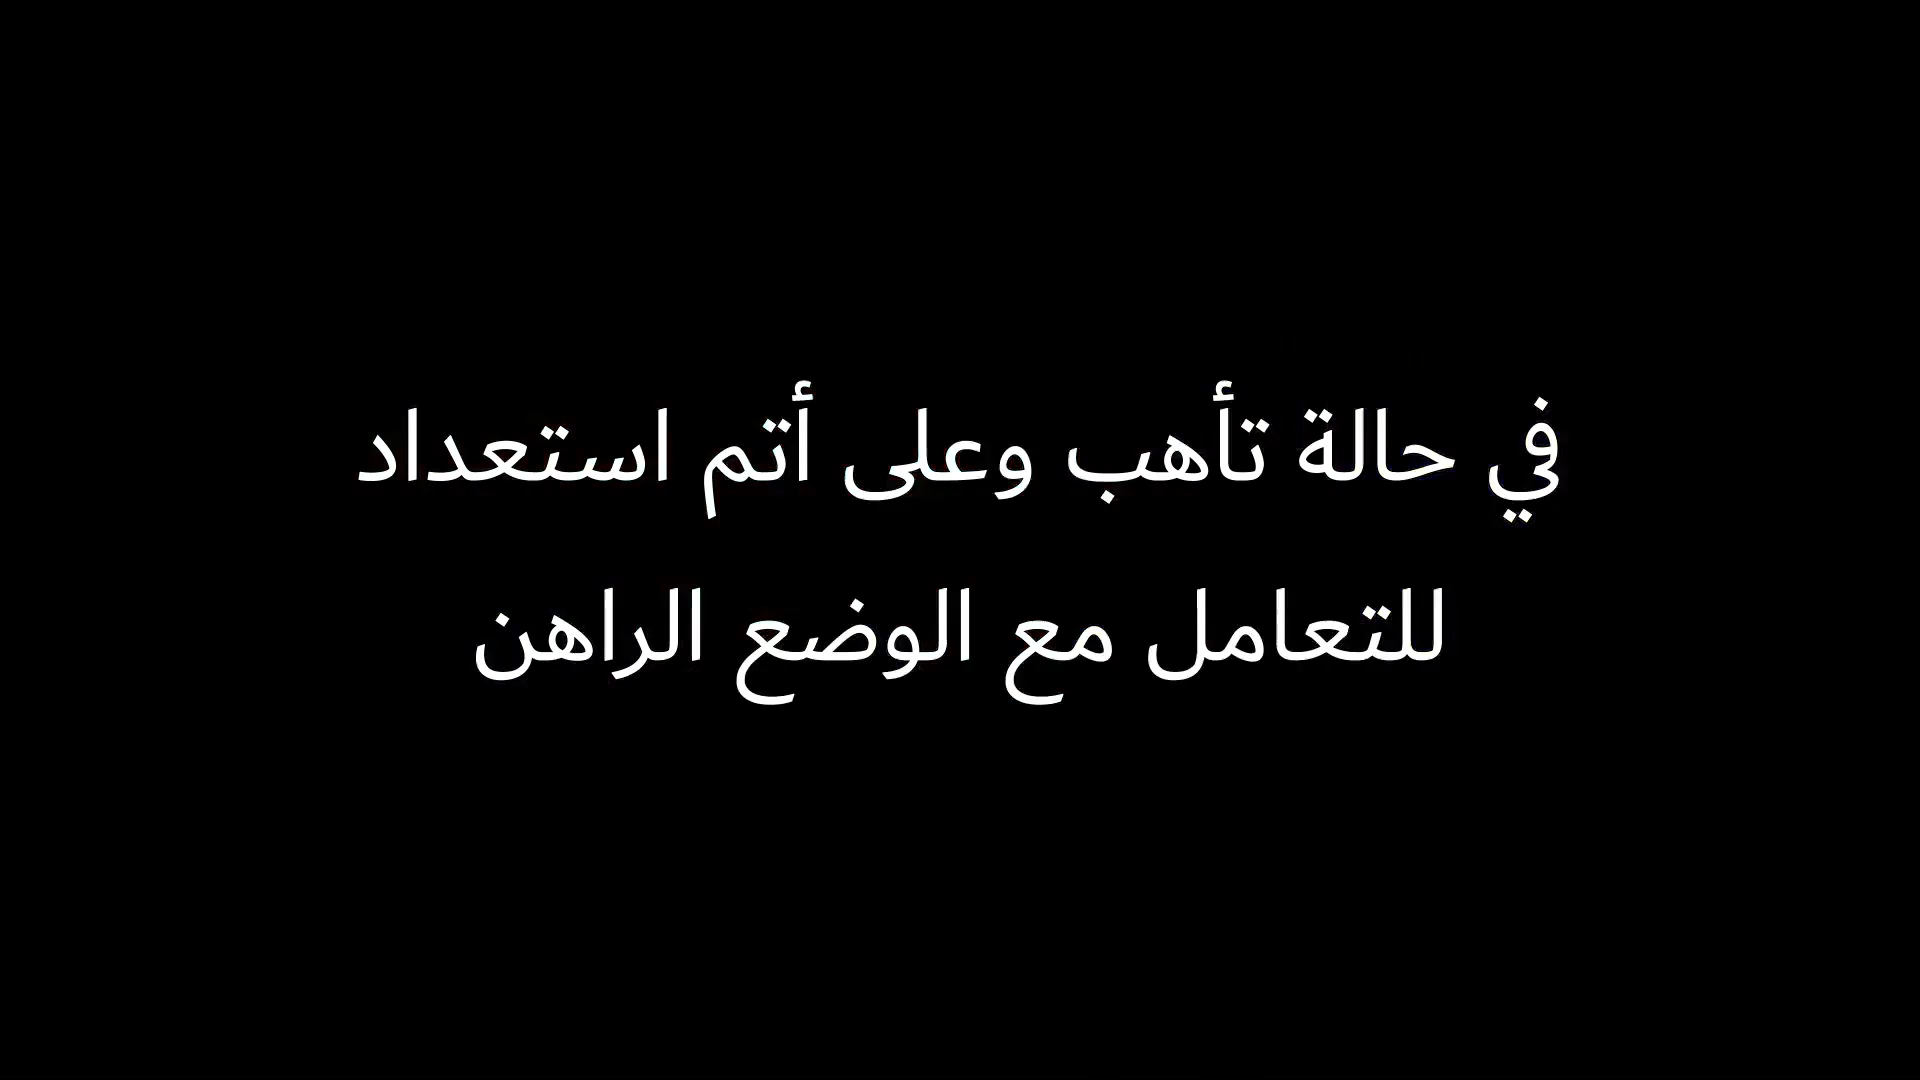 في حالة تأهب وعلى أتم استعداد
للتعامل مع الوضع الراهن